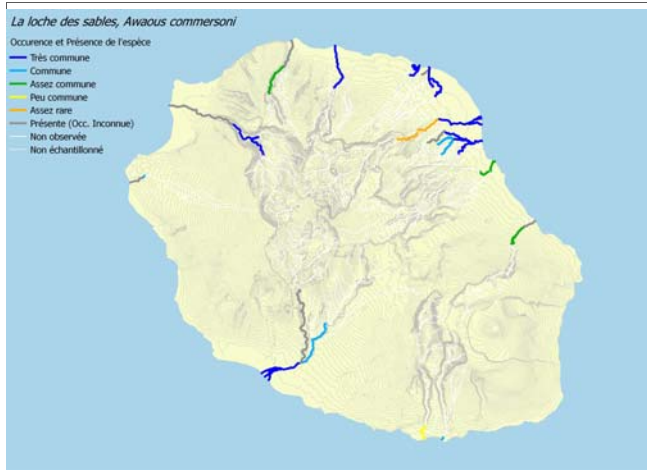 La loche des sables, Awaous commersoni
Occurence et Présence de l'espèce
Très commune
Commune
Assez commune
Peu commune
Assez rare
Présente (Occ. Inconnue)
Non observée
Non échantillonné